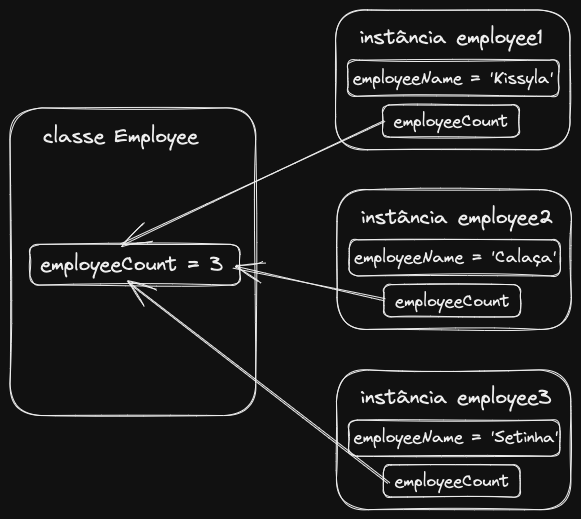 classe Employee
employeeCount = 3
instância employee1
employeeName = 'Kissyla'
employeeCount
instância employee2
employeeName = 'Calaça'
employeeCount
instância employee3
employeeName = 'Setinha'
employeeCount